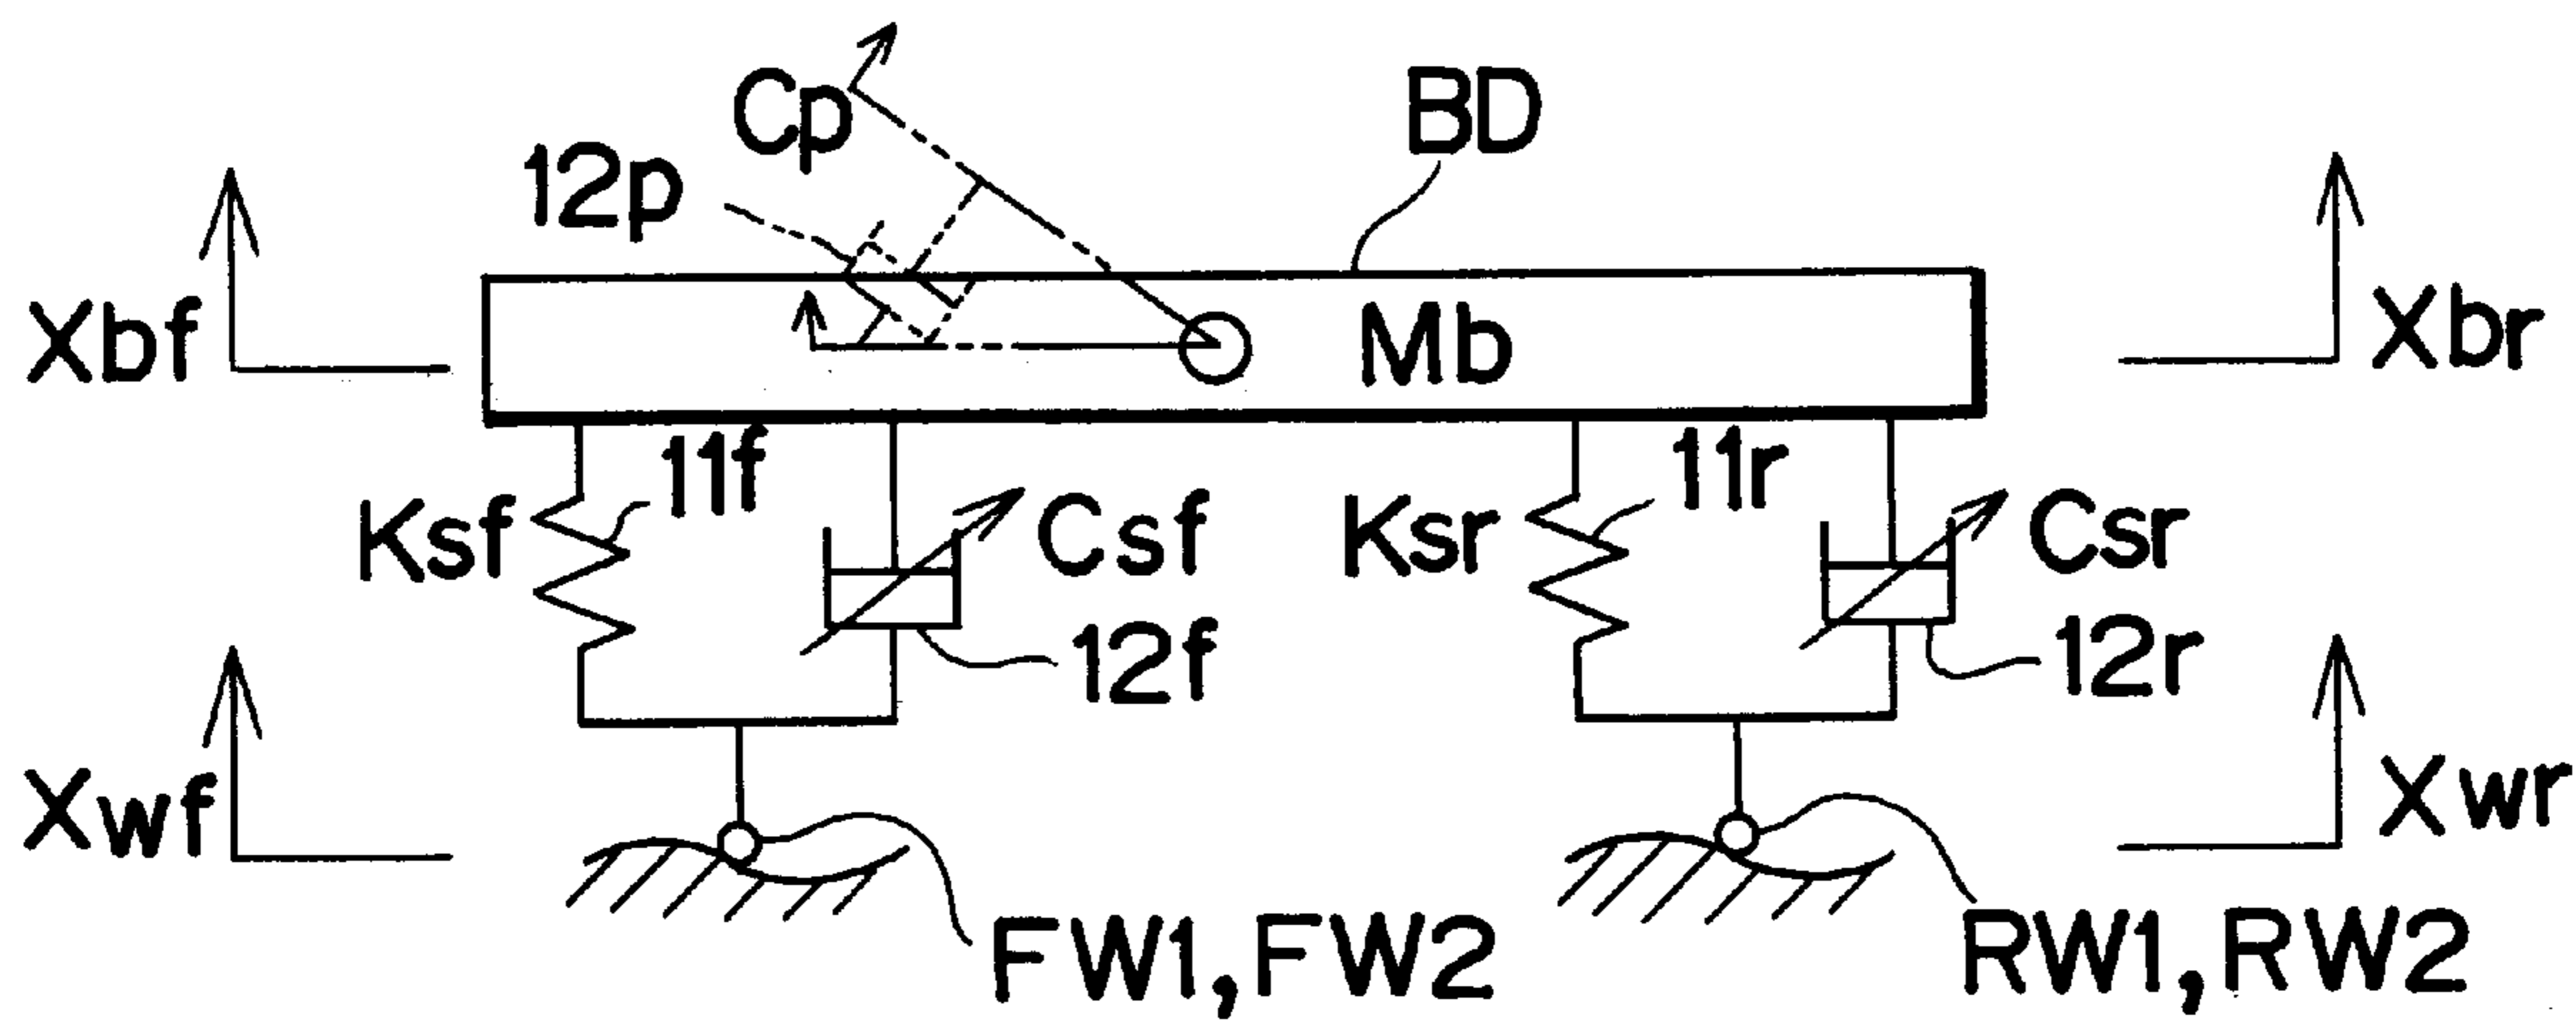 Cp
BD
12p
Xbf
Mb
Xbr
11f
11r
Ksf
Csf
Ksr
Csr
12f
12r
Xwf
Xwr
FW1, FW2
RW1, RW2